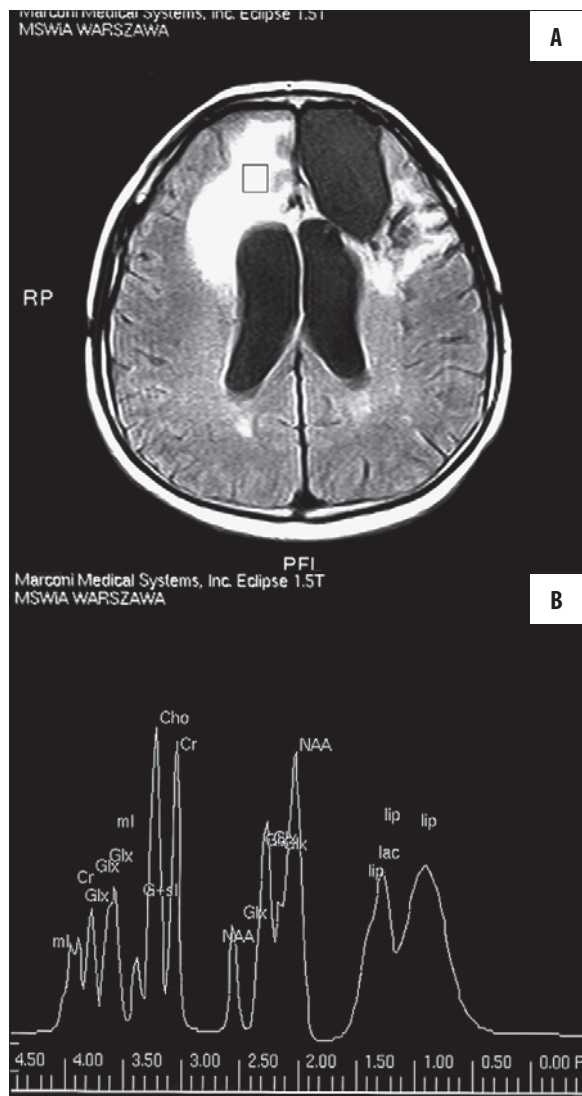 Marconi Medical Systems, Inc. Eclipse 1.5T
MSWiA WARSZAWA
A
RP
PFL
Marconi Medical Systems, Inc. Eclipse 1.5T
MSWiA WARSZAWA
B
Cho
Cr
NAA
mI
lip
lip
Glx
lac
Glx
lip
Cr
Glx
G+sI
Glx
Glx
mI
NAA
4.50 4.00 3.50 3.00 2.50 2.00 1.50 1.00 0.50 0.00 P